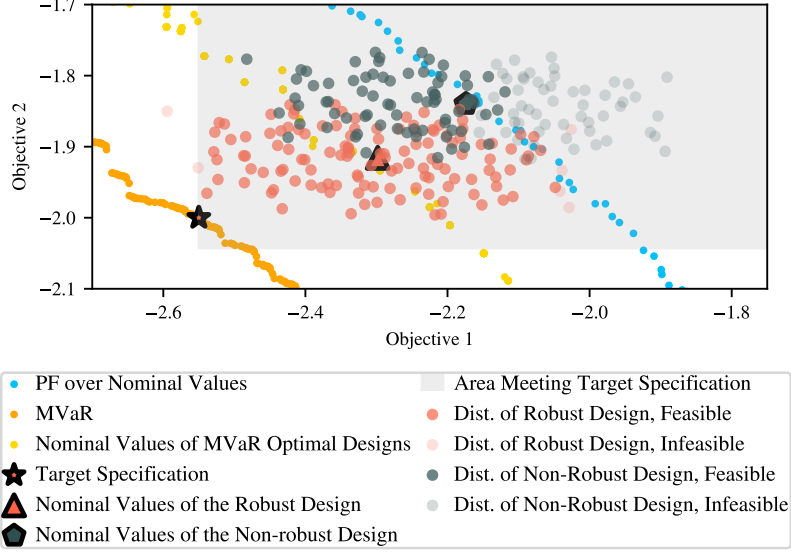 −1.7
−1.8
−1.9
−2.0
−2.1
Objective 2
−2.6
−2.4
−2.2
−2.0
−1.8
Objective 1
PF over Nominal Values
MVaR
Nominal Values of MVaR Optimal Designs
Target Specification
Nominal Values of the Robust Design
Nominal Values of the Non-robust Design
Area Meeting Target Specification
Dist. of Robust Design, Feasible
Dist. of Robust Design, Infeasible
Dist. of Non-Robust Design, Feasible
Dist. of Non-Robust Design, Infeasible